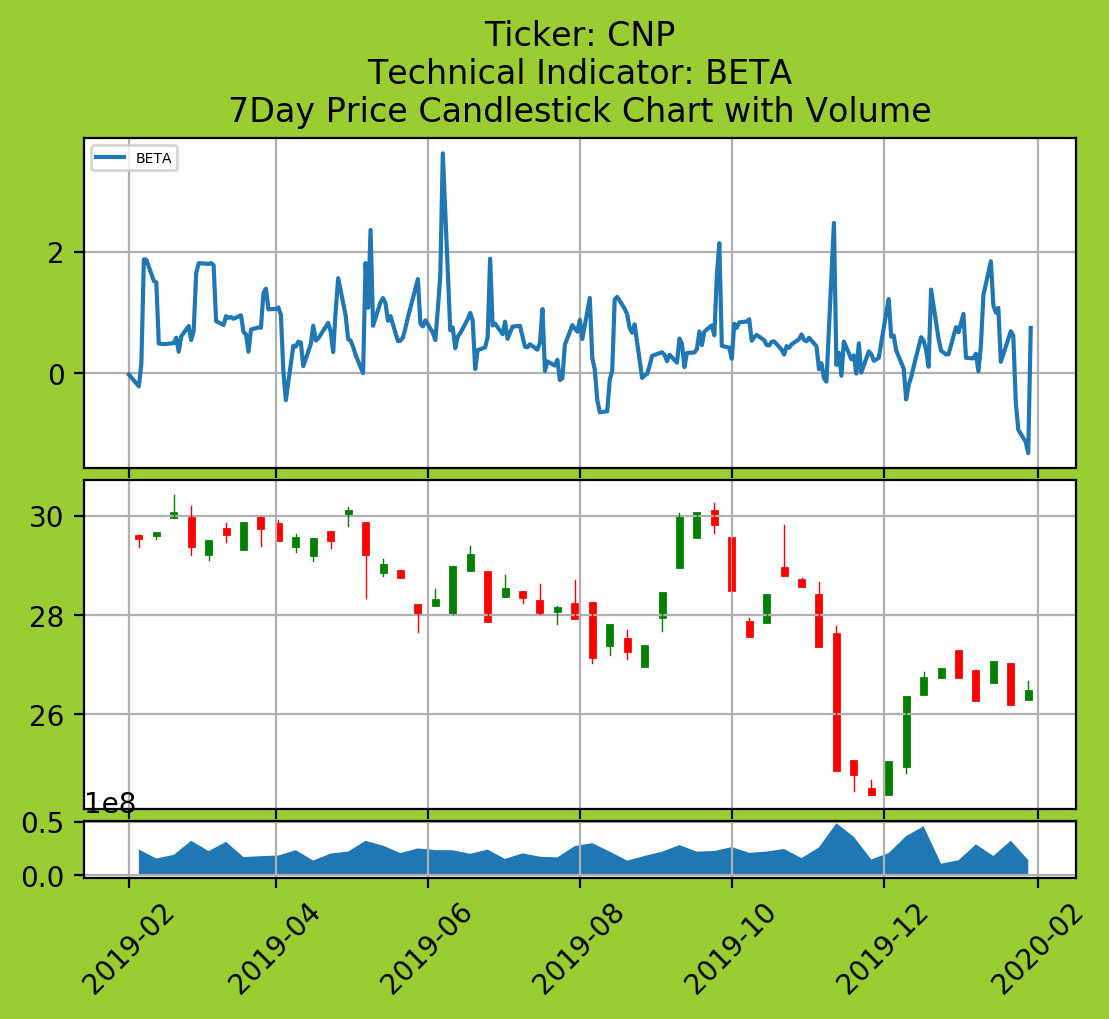 Ticker: CNP
Technical Indicator: BETA
7Day Price Candlestick Chart with Volume
BETA
2
0
30
28
26
1e8
0.5
0.0
2019-02
2019-04
2019-06
2019-08
2019-10
2019-12
2020-02